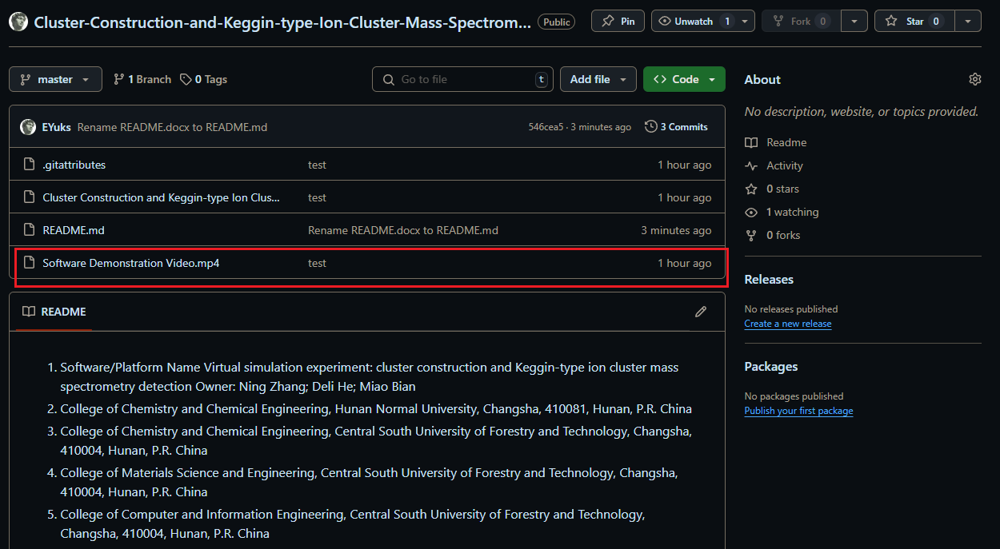 Cluster-Construction-and-Keggin-type-Ion-Cluster-Mass-Spectrom... Public Pin Unwatch 1 Fork 0 Star 0
master 1 Branch 0 Tags Go to file t Add file Code
EYuks Rename README.docx to README.md 546cea5 · 3 minutes ago 3 Commits
.gitattributes test 1 hour ago
Cluster Construction and Keggin-type Ion Clus... test 1 hour ago
README.md Rename README.docx to README.md 3 minutes ago
Software Demonstration Video.mp4 test 1 hour ago
README
1. Software/Platform Name Virtual simulation experiment: cluster construction and Keggin-type ion cluster mass
spectrometry detection Owner: Ning Zhang; Deli He; Miao Bian
2. College of Chemistry and Chemical Engineering, Hunan Normal University, Changsha, 410081, Hunan, P.R. China
3. College of Chemistry and Chemical Engineering, Central South University of Forestry and Technology, Changsha,
410004, Hunan, P.R. China
4. College of Materials Science and Engineering, Central South University of Forestry and Technology, Changsha,
410004, Hunan, P.R. China
5. College of Computer and Information Engineering, Central South University of Forestry and Technology,
Changsha, 410004, Hunan, P.R. China
About
No description, website, or topics provided.
Readme
Activity
0 stars
1 watching
0 forks
Releases
No releases published
Create a new release
Packages
No packages published
Publish your first package